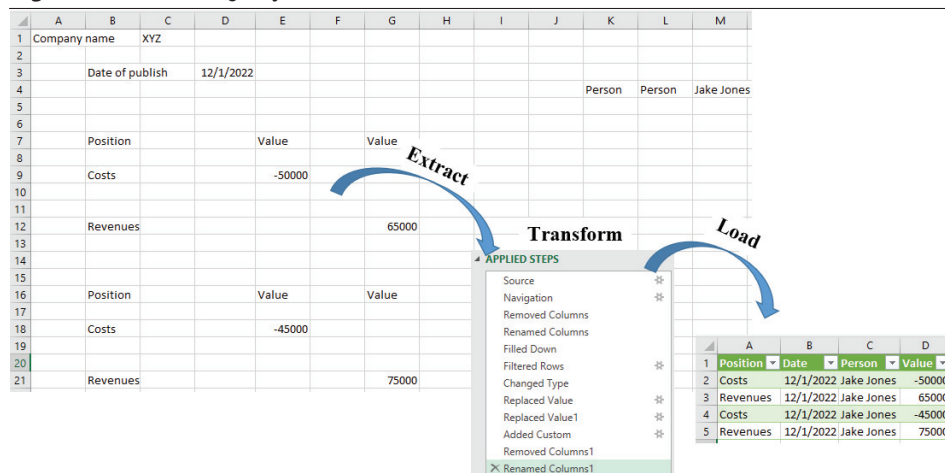 A B C D E F G H I J K L M
1 Company name XYZ
2
3 Date of publish 12/1/2022
4 Person Person Jake Jones
5
6
7 Position Value Value
8
9 Costs -50000
10
11
12 Revenues 65000
13
14
15
16 Position Value Value
17
18 Costs -45000
19
20
21 Revenues 75000
Extract
Transform
Load
APPLIED STEPS
Source
Navigation
Removed Columns
Renamed Columns
Filled Down
Filtered Rows
Changed Type
Replaced Value
Replaced Value1
Added Custom
Removed Columns1
Renamed Columns1
A B C D
1 Position Date Person Value
2 Costs 12/1/2022 Jake Jones -50000
3 Revenues 12/1/2022 Jake Jones 65000
4 Costs 12/1/2022 Jake Jones -45000
5 Revenues 12/1/2022 Jake Jones 75000